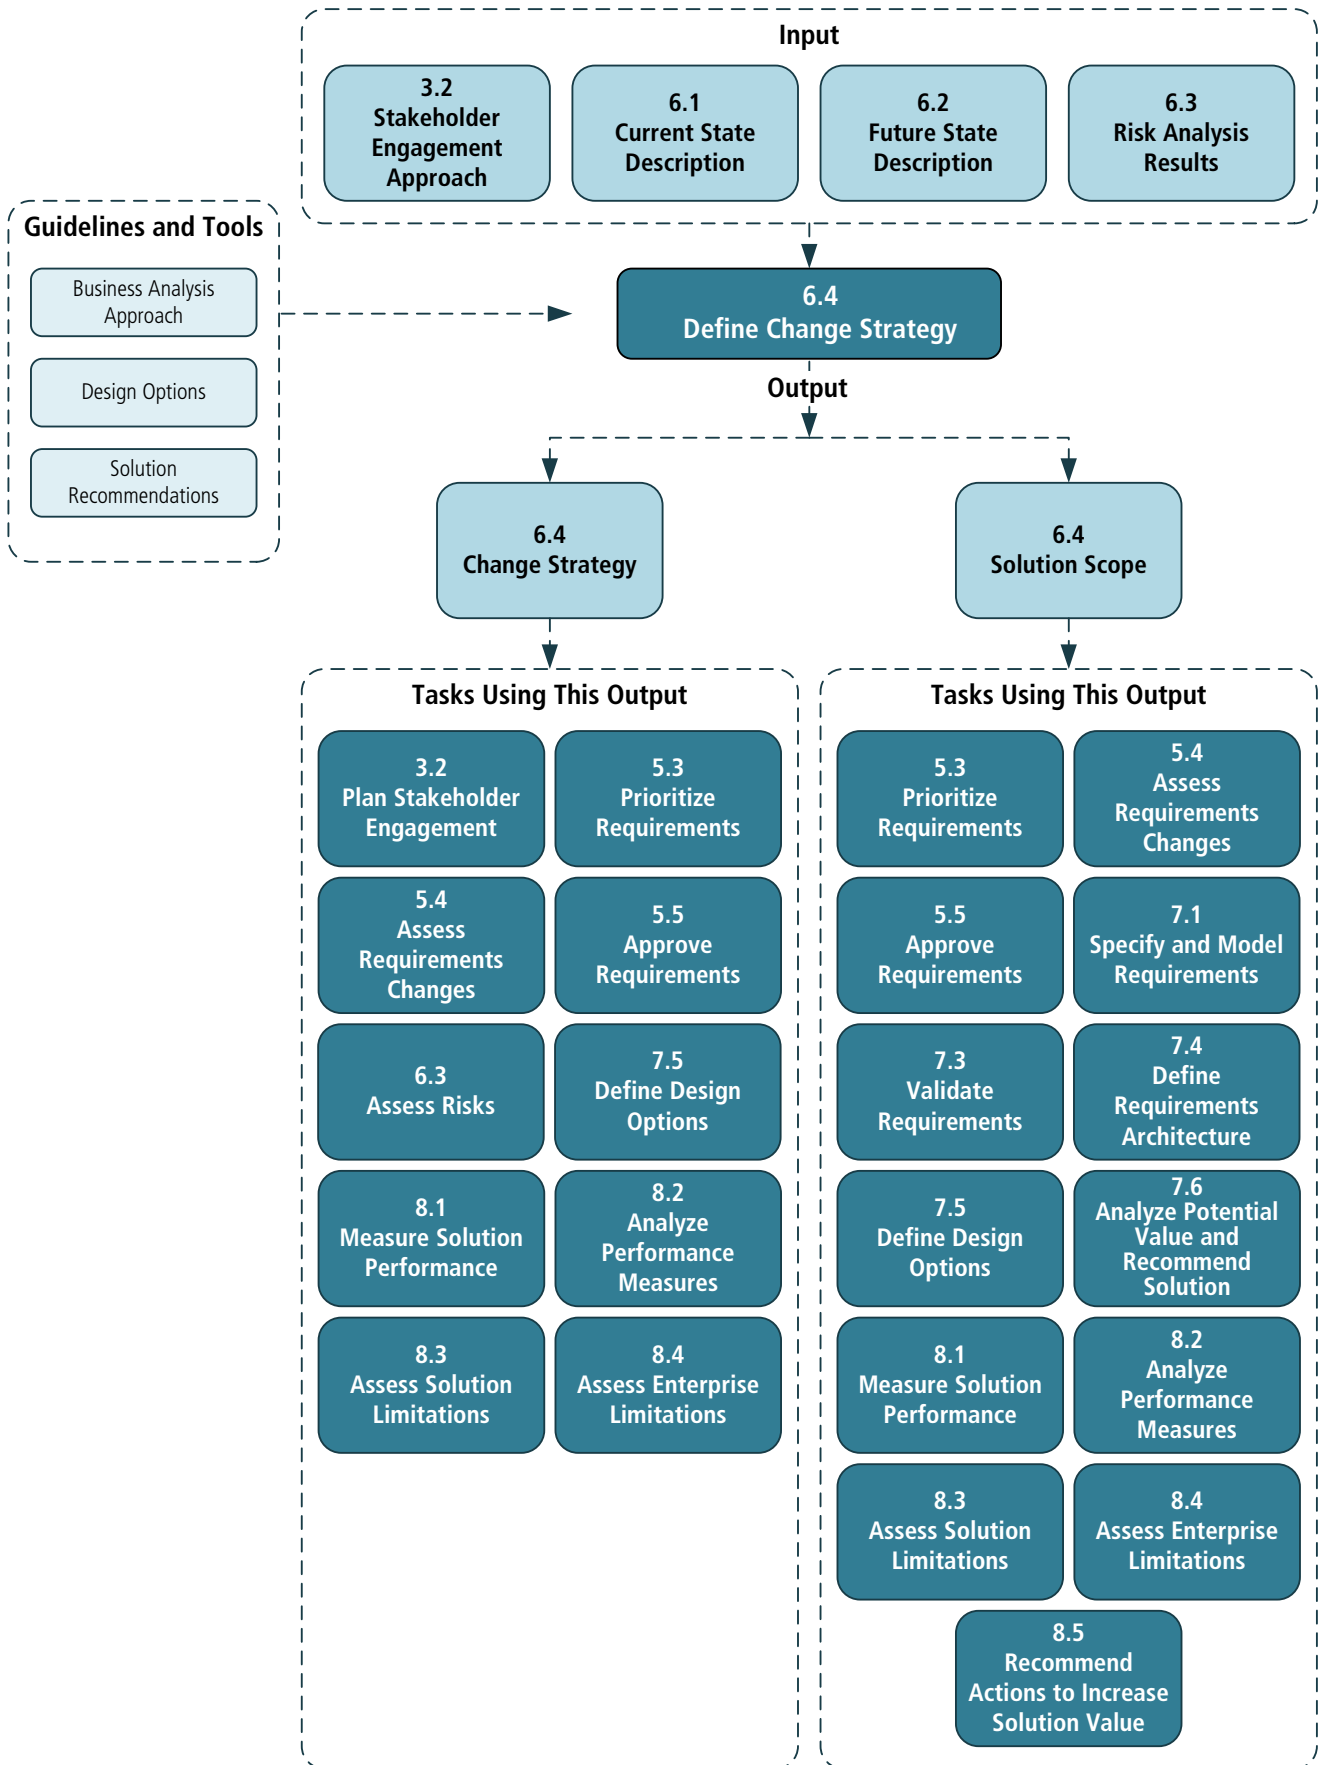 Input
3.2
Stakeholder
Engagement
Approach
6.1
Current State
Description
6.2
Future State
Description
6.3
Risk Analysis
Results
Guidelines and Tools
Business Analysis
Approach
Design Options
Solution
Recommendations
6.4
Define Change Strategy
Output
6.4
Change Strategy
6.4
Solution Scope
Tasks Using This Output
3.2
Plan Stakeholder
Engagement
5.3
Prioritize
Requirements
5.4
Assess
Requirements
Changes
5.5
Approve
Requirements
6.3
Assess Risks
7.5
Define Design
Options
8.1
Measure Solution
Performance
8.2
Analyze
Performance
Measures
8.3
Assess Solution
Limitations
8.4
Assess Enterprise
Limitations
Tasks Using This Output
5.3
Prioritize
Requirements
5.4
Assess
Requirements
Changes
5.5
Approve
Requirements
7.1
Specify and Model
Requirements
7.3
Validate
Requirements
7.4
Define
Requirements
Architecture
7.5
Define Design
Options
7.6
Analyze Potential
Value and
Recommend
Solution
8.1
Measure Solution
Performance
8.2
Analyze
Performance
Measures
8.3
Assess Solution
Limitations
8.4
Assess Enterprise
Limitations
8.5
Recommend
Actions to Increase
Solution Value